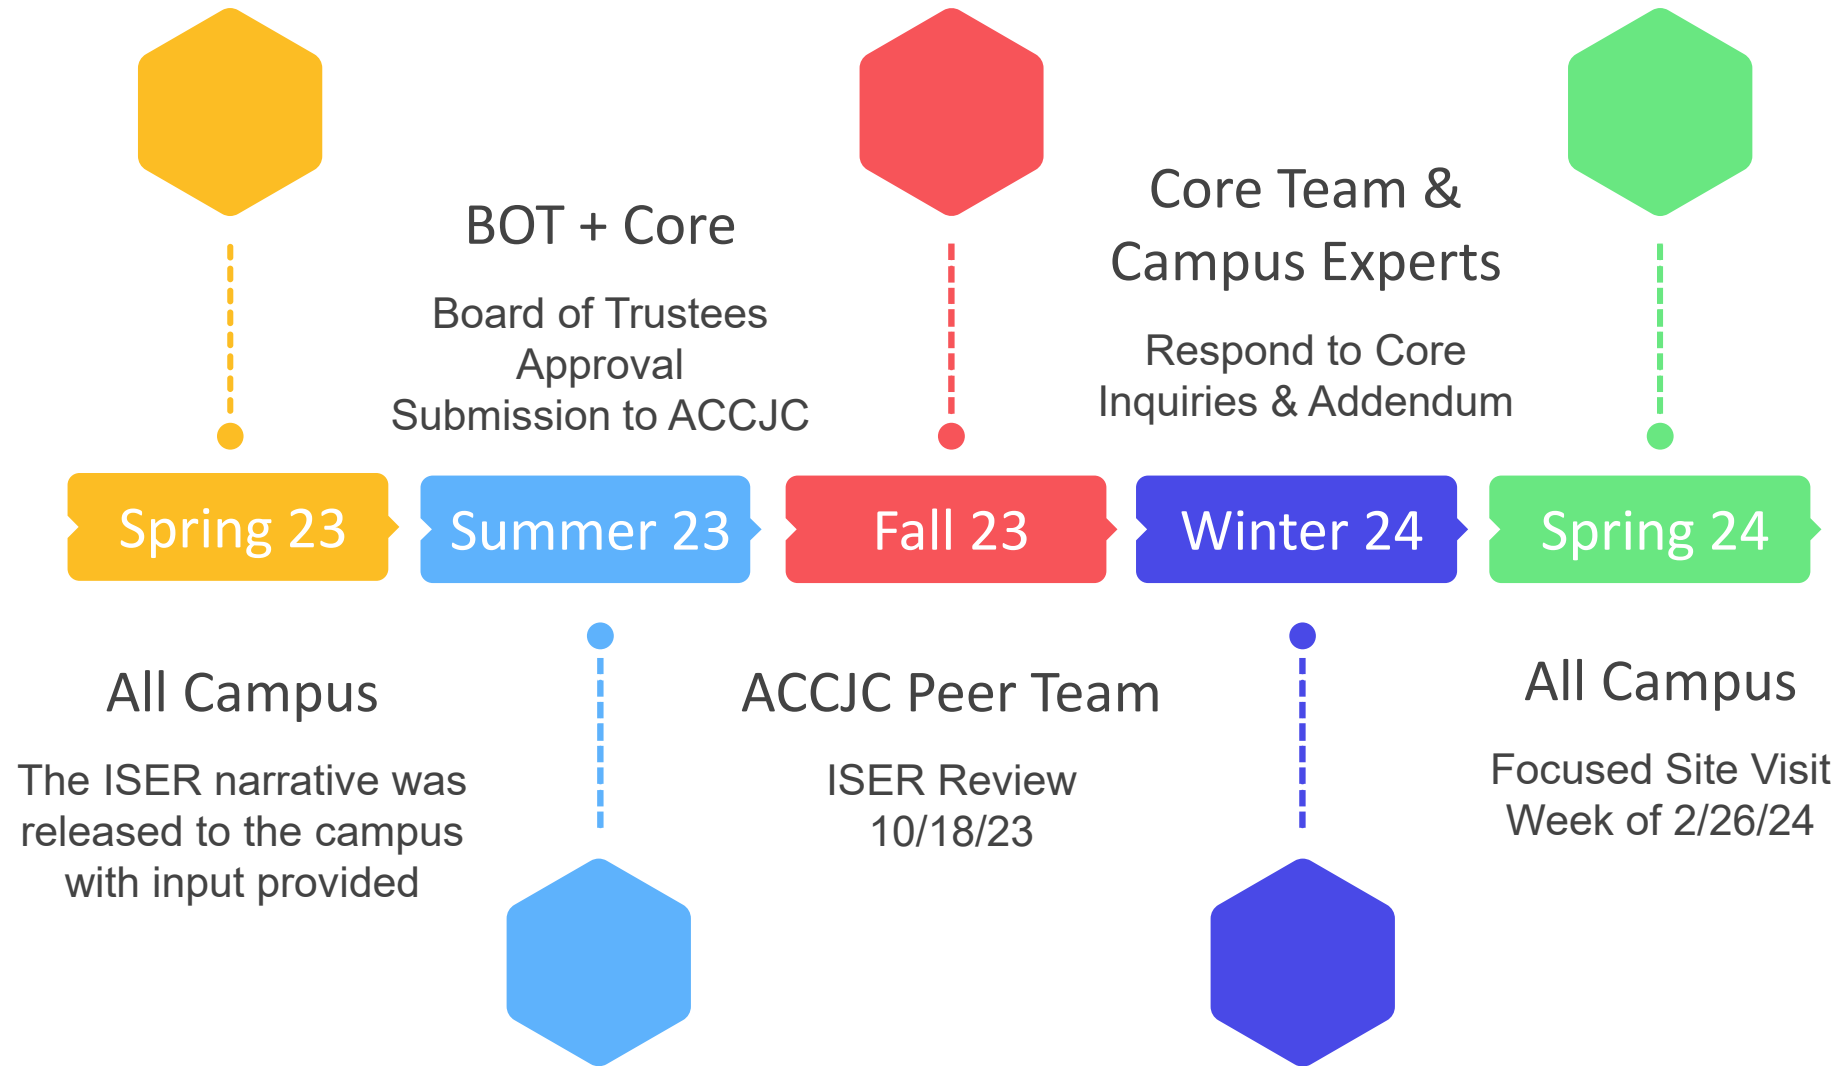 Spring 23
All Campus
The ISER narrative was
released to the campus
with input provided
BOT + Core
Board of Trustees
Approval
Submission to ACCJC
Summer 23
Fall 23
ACCJC Peer Team
ISER Review
10/18/23
Core Team &
Campus Experts
Respond to Core
Inquiries & Addendum
Winter 24
Spring 24
All Campus
Focused Site Visit
Week of 2/26/24